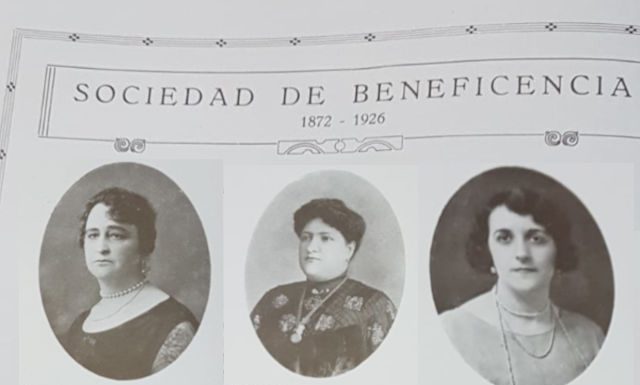 SOCIEDAD DE BENEFICENCIA
1872 - 1926